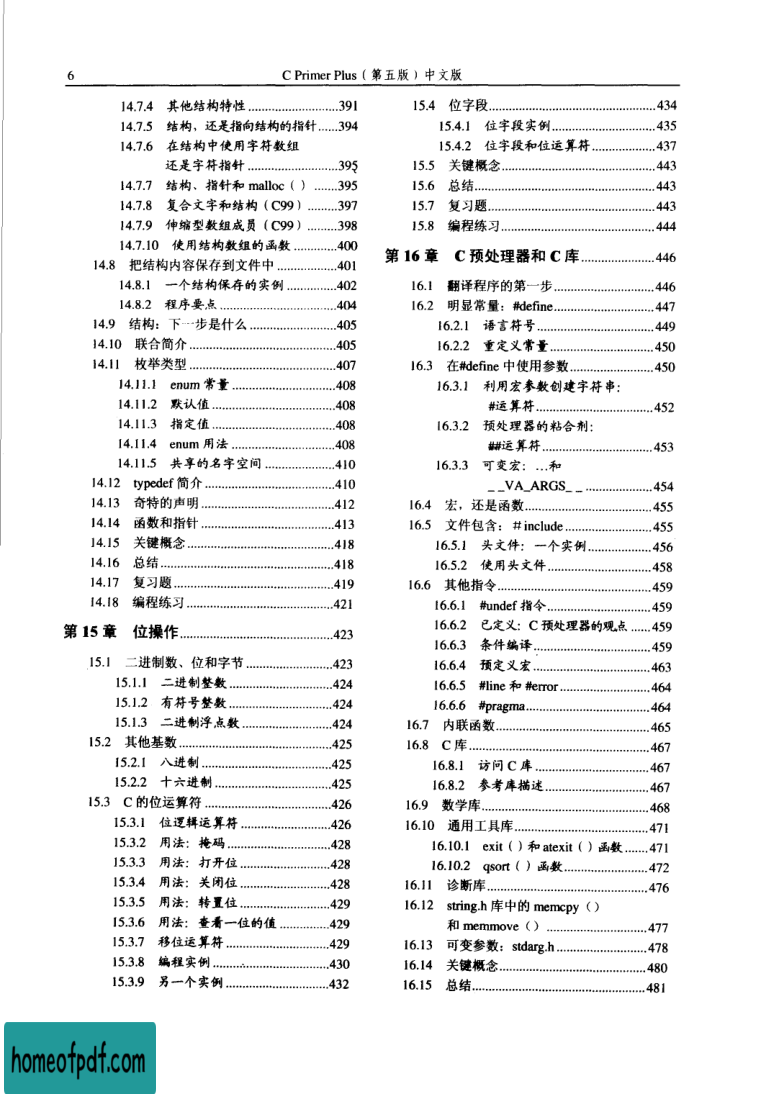 6
C Primer Plus（第五版）中文版
14.7.4 其他结构特性……391
14.7.5 结构，还是指向结构的指针……394
14.7.6 在结构中使用字符数组
还是字符指针……395
14.7.7 结构、指针和 malloc（）……395
14.7.8 复合文字和结构（C99）……397
14.7.9 伸缩型数组成员（C99）……398
14.7.10 使用结构数组的函数……400
14.8 把结构内容保存到文件中……401
14.8.1 一个结构保存的实例……402
14.8.2 程序要点……404
14.9 结构：下一步是什么……405
14.10 联合简介……405
14.11 枚举类型……407
14.11.1 enum 常量……408
14.11.2 默认值……408
14.11.3 指定值……408
14.11.4 enum 用法……408
14.11.5 共享的名字空间……410
14.12 typedef 简介……410
14.13 奇特的声明……412
14.14 函数和指针……413
14.15 关键概念……418
14.16 总结……418
14.17 复习题……419
14.18 编程练习……421
第 15 章 位操作……423
15.1 二进制数、位和字节……423
15.1.1 二进制整数……424
15.1.2 有符号整数……424
15.1.3 二进制浮点数……424
15.2 其他基数……425
15.2.1 八进制……425
15.2.2 十六进制……425
15.3 C 的位运算符……426
15.3.1 位逻辑运算符……426
15.3.2 用法：掩码……428
15.3.3 用法：打开位……428
15.3.4 用法：关闭位……428
15.3.5 用法：转置位……429
15.3.6 用法：查看一位的值……429
15.3.7 移位运算符……429
15.3.8 编程实例……430
15.3.9 另一个实例……432
15.4 位字段……434
15.4.1 位字段实例……435
15.4.2 位字段和位运算符……437
15.5 关键概念……443
15.6 总结……443
15.7 复习题……443
15.8 编程练习……444
第 16 章 C 预处理器和 C 库……446
16.1 翻译程序的第一步……446
16.2 明显常量：#define……447
16.2.1 语言符号……449
16.2.2 重定义常量……450
16.3 在#define 中使用参数……450
16.3.1 利用宏参数创建字符串：
#运算符……452
16.3.2 预处理器的粘合剂：
##运算符……453
16.3.3 可变宏：…和
_ _VA_ARGS_ _……454
16.4 宏，还是函数……455
16.5 文件包含：＃include……455
16.5.1 头文件：一个实例……456
16.5.2 使用头文件……458
16.6 其他指令……459
16.6.1 #undef 指令……459
16.6.2 已定义：C 预处理器的观点……459
16.6.3 条件编译……459
16.6.4 预定义宏……463
16.6.5 #line 和 #error……464
16.6.6 #pragma……464
16.7 内联函数……465
16.8 C 库……467
16.8.1 访问 C 库……467
16.8.2 参考库描述……467
16.9 数学库……468
16.10 通用工具库……471
16.10.1 exit（）和 atexit（）函数……471
16.10.2 qsort（）函数……472
16.11 诊断库……476
16.12 string.h 库中的 memcpy（）
和 memmove（）……477
16.13 可变参数：stdarg.h……478
16.14 关键概念……480
16.15 总结……481
homeofpdf.com